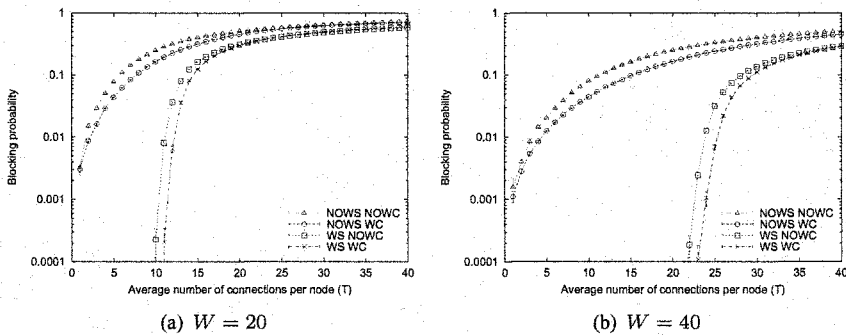 1
0.1
0.01
0.001
0.0001
0 5 10 15 20 25 30 35 40
Blocking probability
Average number of connections per node (T)
NOWS NOWC
NOWS WC
WS NOWC
WS WC
(a) W = 20
1
0.1
0.01
0.001
0.0001
0 5 10 15 20 25 30 35 40
Blocking probability
Average number of connections per node (T)
NOWS NOWC
NOWS WC
WS NOWC
WS WC
(b) W = 40